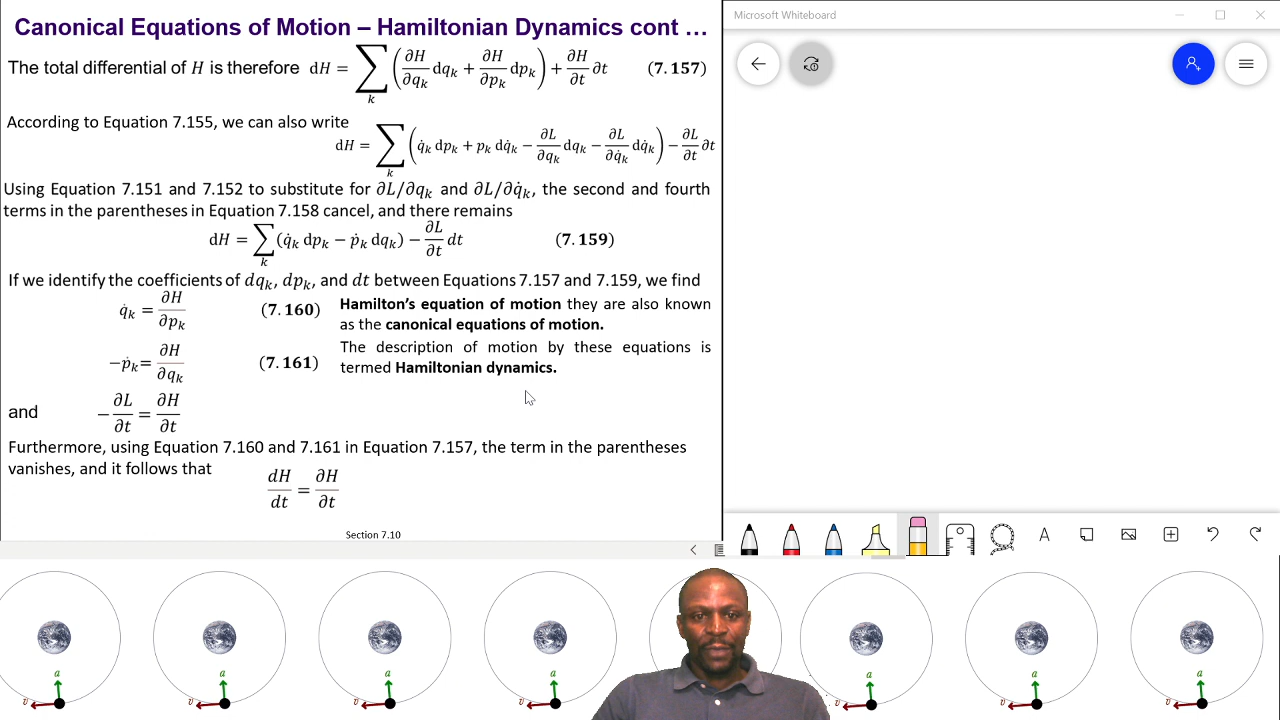 Canonical Equations of Motion – Hamiltonian Dynamics cont …
The total differential of H is therefore dH = ∑_k (∂H/∂q_k dq_k + ∂H/∂p_k dp_k) + ∂H/∂t ∂t (7.157)
According to Equation 7.155, we can also write
dH = ∑_k (q̇_k dp_k + p_k dq̇_k − ∂L/∂q_k dq_k − ∂L/∂q̇_k dq̇_k) − ∂L/∂t ∂t
Using Equation 7.151 and 7.152 to substitute for ∂L/∂q_k and ∂L/∂q̇_k, the second and fourth
terms in the parentheses in Equation 7.158 cancel, and there remains
dH = ∑_k (q̇_k dp_k − ṗ_k dq_k) − ∂L/∂t dt (7.159)
If we identify the coefficients of dq_k, dp_k, and dt between Equations 7.157 and 7.159, we find
q̇_k = ∂H/∂p_k (7.160)
Hamilton's equation of motion they are also known
as the canonical equations of motion.
−ṗ_k = ∂H/∂q_k (7.161)
The description of motion by these equations is
termed Hamiltonian dynamics.
and −∂L/∂t = ∂H/∂t
Furthermore, using Equation 7.160 and 7.161 in Equation 7.157, the term in the parentheses
vanishes, and it follows that
dH/dt = ∂H/∂t
Section 7.10
Microsoft Whiteboard
A
a a a a a a a
v v v v v v v